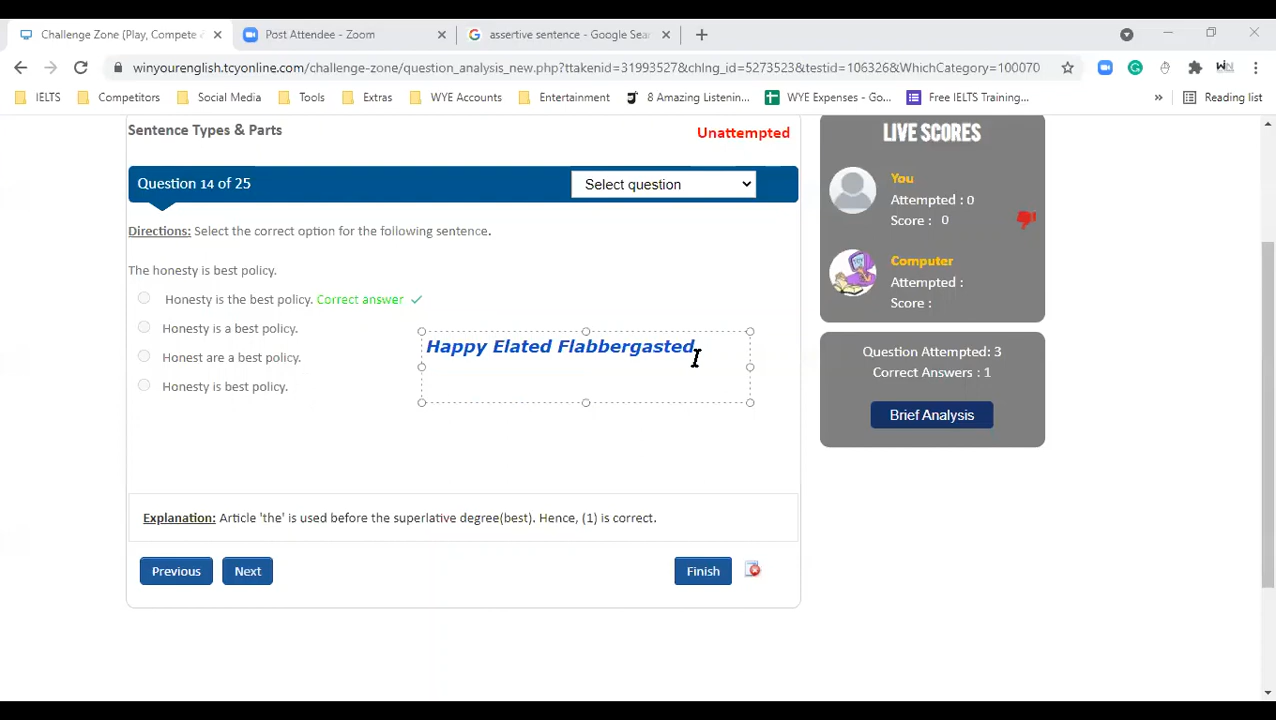 Challenge Zone (Play, Compete &
Post Attendee - Zoom
assertive sentence - Google Sea
winyourenglish.tcyonline.com/challenge-zone/question_analysis_new.php?ttakenid=31993527&chlng_id=5273523&testid=106326&WhichCategory=100070
IELTS
Competitors
Social Media
Tools
Extras
WYE Accounts
Entertainment
8 Amazing Listenin...
WYE Expenses - Go...
Free IELTS Training...
»
Reading list
Sentence Types & Parts
Unattempted
Question 14 of 25
Select question
Directions: Select the correct option for the following sentence.
The honesty is best policy.
Honesty is the best policy. Correct answer ✓
Honesty is a best policy.
Honest are a best policy.
Honesty is best policy.
Happy Elated Flabbergasted
Explanation: Article 'the' is used before the superlative degree(best). Hence, (1) is correct.
Previous
Next
Finish
LIVE SCORES
You
Attempted : 0
Score : 0
Computer
Attempted :
Score :
Question Attempted: 3
Correct Answers : 1
Brief Analysis